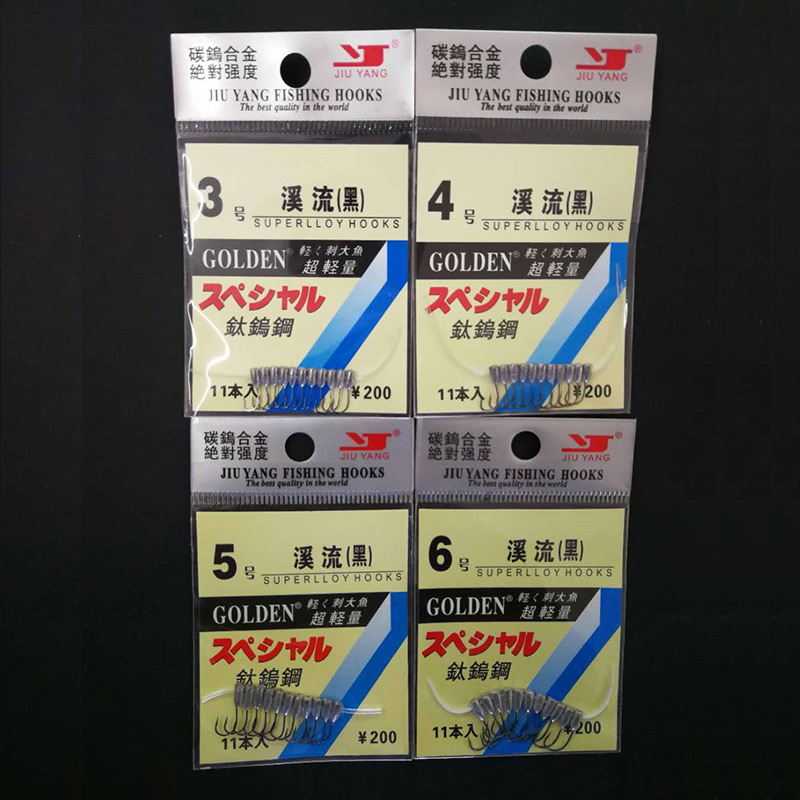 碳鎢合金
絕對强度
JIU YANG®
JIU YANG FISHING HOOKS
The best quality in the world
3号
溪流(黑)
SUPERLLOY HOOKS
GOLDEN®
軽く刺大魚
超軽量
スペシャル
鈦鎢鋼
11本入
¥200
碳鎢合金
絕對强度
JIU YANG®
JIU YANG FISHING HOOKS
The best quality in the world
4号
溪流(黑)
SUPERLLOY HOOKS
GOLDEN®
軽く刺大魚
超軽量
スペシャル
鈦鎢鋼
11本入
¥200
碳鎢合金
絕對强度
JIU YANG®
JIU YANG FISHING HOOKS
The best quality in the world
5号
溪流(黑)
SUPERLLOY HOOKS
GOLDEN®
軽く刺大魚
超軽量
スペシャル
鈦鎢鋼
11本入
¥200
碳鎢合金
絕對强度
JIU YANG®
JIU YANG FISHING HOOKS
The best quality in the world
6号
溪流(黑)
SUPERLLOY HOOKS
GOLDEN®
軽く刺大魚
超軽量
スペシャル
鈦鎢鋼
11本入
¥200